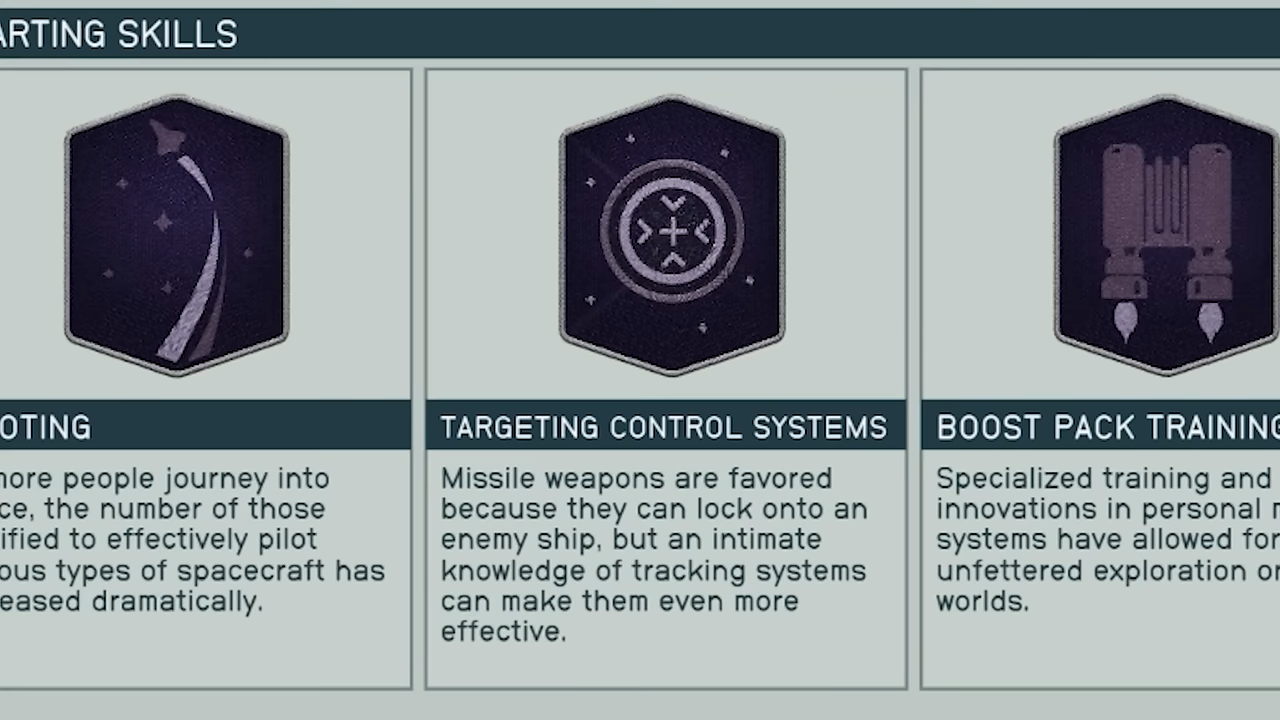 ARTING SKILLS
OTING
more people journey into
ce, the number of those
ified to effectively pilot
ous types of spacecraft has
eased dramatically.
TARGETING CONTROL SYSTEMS
Missile weapons are favored
because they can lock onto an
enemy ship, but an intimate
knowledge of tracking systems
can make them even more
effective.
BOOST PACK TRAINING
Specialized training and
innovations in personal
systems have allowed for
unfettered exploration
worlds.